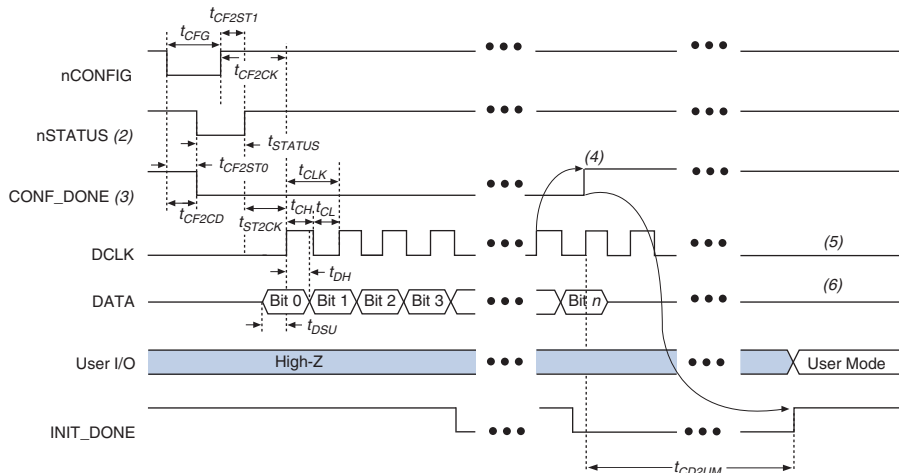 tCF2ST1
tCFG
nCONFIG
tCF2CK
nSTATUS (2)
tSTATUS
tCF2ST0
tCLK
(4)
CONF_DONE (3)
tCF2CD
tST2CK
tCH
tCL
DCLK
(5)
tDH
DATA
Bit 0
Bit 1
Bit 2
Bit 3
Bit n
(6)
tDSU
User I/O
High-Z
User Mode
INIT_DONE
tCD2UM